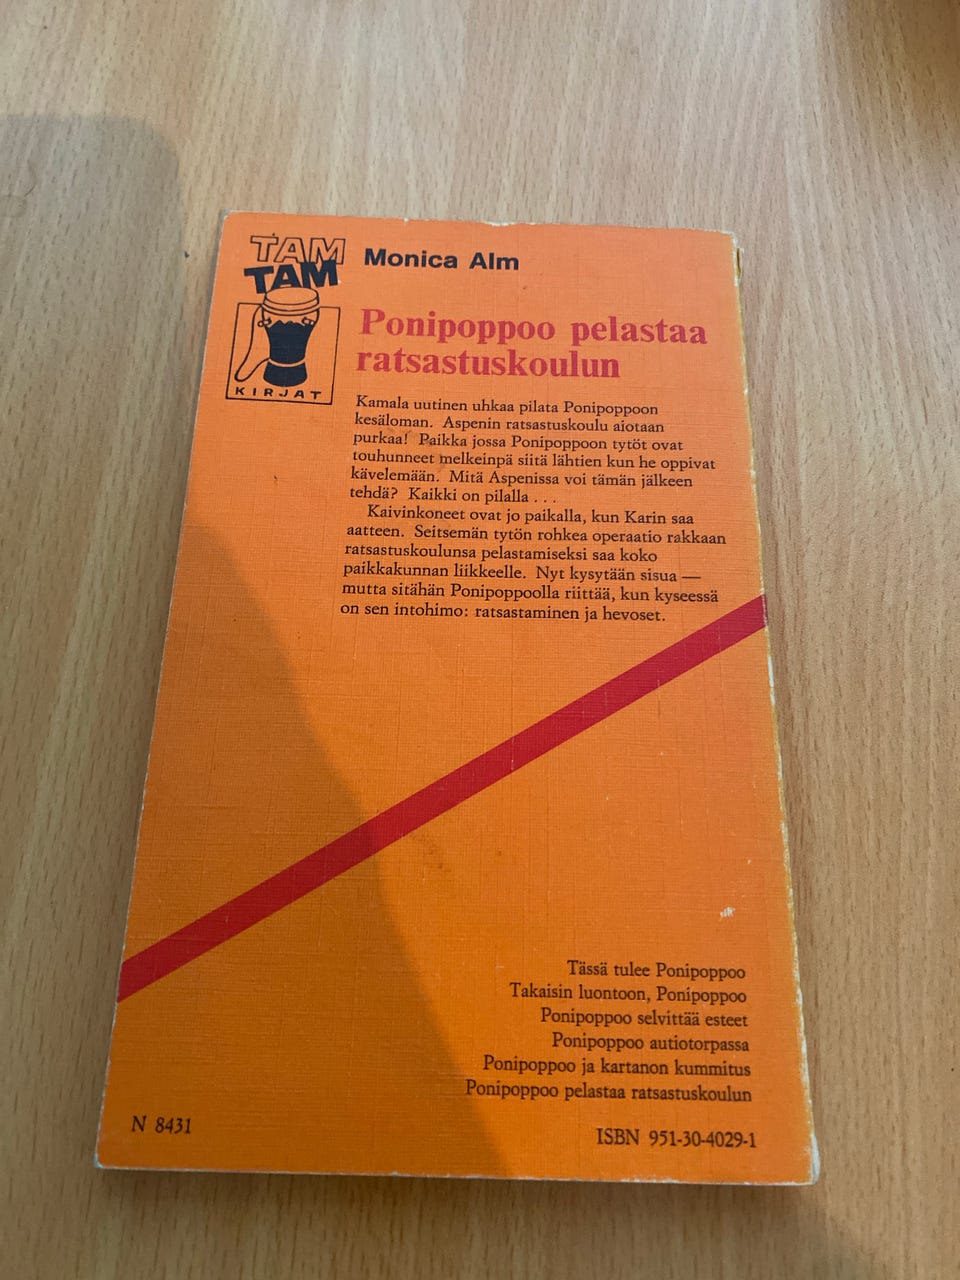 TAM
TAM
KIRJAT
Monica Alm
Ponipoppoo pelastaa
ratsastuskoulun
Kamala uutinen uhkaa pilata Ponipoppoon
kesäloman. Aspenin ratsastuskoulu aiotaan
purkaa! Paikka jossa Ponipoppoon tytöt ovat
touhunneet melkeinpä siitä lähtien kun he oppivat
kävelemään. Mitä Aspenissa voi tämän jälkeen
tehdä? Kaikki on pilalla . . .
Kaivinkoneet ovat jo paikalla, kun Karin saa
aatteen. Seitsemän tytön rohkea operaatio rakkaan
ratsastuskoulunsa pelastamiseksi saa koko
paikkakunnan liikkeelle. Nyt kysytään sisua —
mutta sitähän Ponipoppoolla riittää, kun kyseessä
on sen intohimo: ratsastaminen ja hevoset.
Tässä tulee Ponipoppoo
Takaisin luontoon, Ponipoppoo
Ponipoppoo selvittää esteet
Ponipoppoo autiotorpassa
Ponipoppoo ja kartanon kummitus
Ponipoppoo pelastaa ratsastuskoulun
N 8431
ISBN 951-30-4029-1